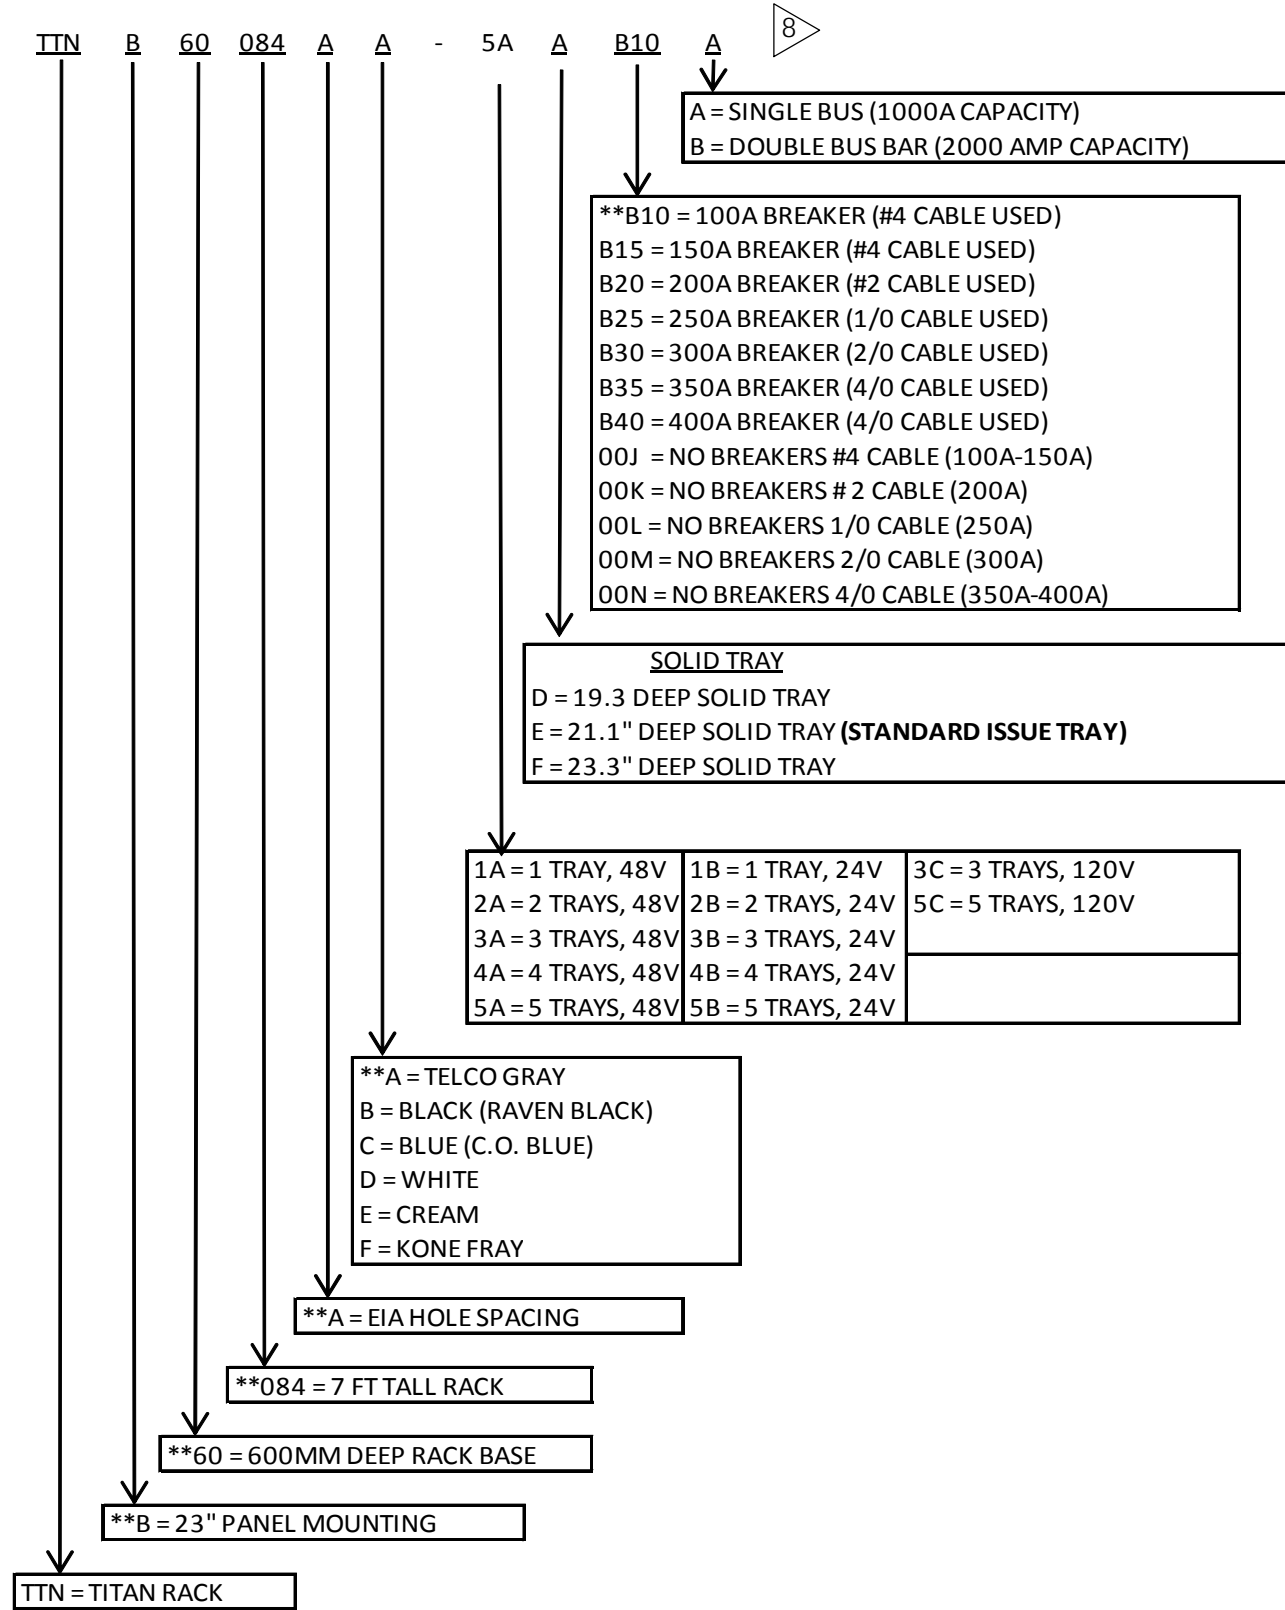 TTN B 60 084 A A - 5A A B10 A 8
A = SINGLE BUS (1000A CAPACITY)
B = DOUBLE BUS BAR (2000 AMP CAPACITY)
**B10 = 100A BREAKER (#4 CABLE USED)
B15 = 150A BREAKER (#4 CABLE USED)
B20 = 200A BREAKER (#2 CABLE USED)
B25 = 250A BREAKER (1/0 CABLE USED)
B30 = 300A BREAKER (2/0 CABLE USED)
B35 = 350A BREAKER (4/0 CABLE USED)
B40 = 400A BREAKER (4/0 CABLE USED)
00J = NO BREAKERS #4 CABLE (100A-150A)
00K = NO BREAKERS # 2 CABLE (200A)
00L = NO BREAKERS 1/0 CABLE (250A)
00M = NO BREAKERS 2/0 CABLE (300A)
00N = NO BREAKERS 4/0 CABLE (350A-400A)
SOLID TRAY
D = 19.3 DEEP SOLID TRAY
E = 21.1" DEEP SOLID TRAY (STANDARD ISSUE TRAY)
F = 23.3" DEEP SOLID TRAY
1A = 1 TRAY, 48V 1B = 1 TRAY, 24V 3C = 3 TRAYS, 120V
2A = 2 TRAYS, 48V 2B = 2 TRAYS, 24V 5C = 5 TRAYS, 120V
3A = 3 TRAYS, 48V 3B = 3 TRAYS, 24V
4A = 4 TRAYS, 48V 4B = 4 TRAYS, 24V
5A = 5 TRAYS, 48V 5B = 5 TRAYS, 24V
**A = TELCO GRAY
B = BLACK (RAVEN BLACK)
C = BLUE (C.O. BLUE)
D = WHITE
E = CREAM
F = KONE FRAY
**A = EIA HOLE SPACING
**084 = 7 FT TALL RACK
**60 = 600MM DEEP RACK BASE
**B = 23" PANEL MOUNTING
TTN = TITAN RACK